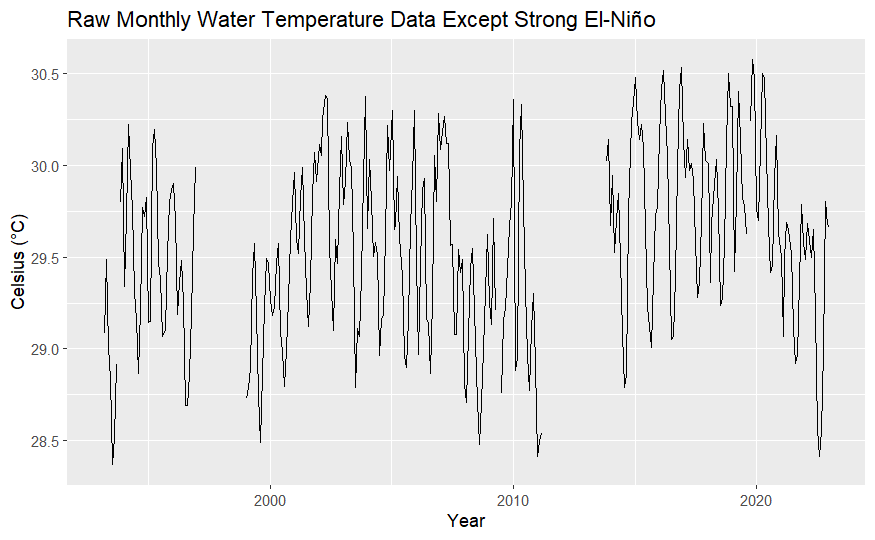 Raw Monthly Water Temperature Data Except Strong El-Niño
30.5
30.0
29.5
29.0
28.5
Celsius (°C)
2000 2010 2020
Year